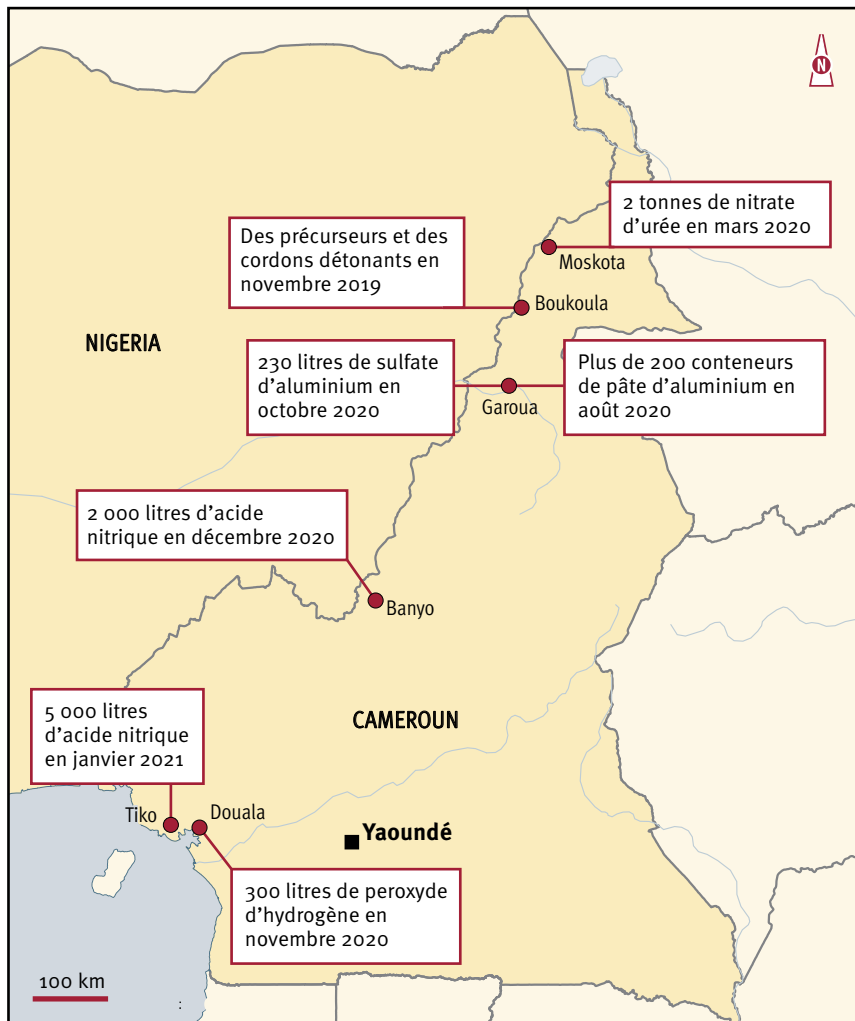 N
2 tonnes de nitrate
d'urée en mars 2020
Des précurseurs et des
cordons détonants en
novembre 2019
Moskota
Boukoula
NIGERIA
230 litres de sulfate
d'aluminium en
octobre 2020
Plus de 200 conteneurs
de pâte d'aluminium en
août 2020
Garoua
2 000 litres d'acide
nitrique en décembre 2020
Banyo
5 000 litres
d'acide nitrique
en janvier 2021
CAMEROUN
Tiko
Douala
Yaoundé
300 litres de peroxyde
d'hydrogène en
novembre 2020
100 km
: